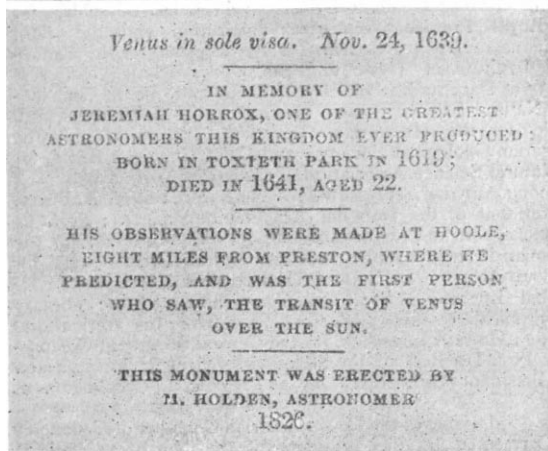 Venus in sole visa. Nov. 24, 1639.
IN MEMORY OF
JEREMIAH HORROX, ONE OF THE GREATEST
ASTRONOMERS THIS KINGDOM EVER PRODUCED;
BORN IN TOXTETH PARK IN 1619;
DIED IN 1641, AGED 22.
HIS OBSERVATIONS WERE MADE AT HOOLE,
EIGHT MILES FROM PRESTON, WHERE HE
PREDICTED, AND WAS THE FIRST PERSON
WHO SAW, THE TRANSIT OF VENUS
OVER THE SUN.
THIS MONUMENT WAS ERECTED BY
M. HOLDEN, ASTRONOMER
1826.